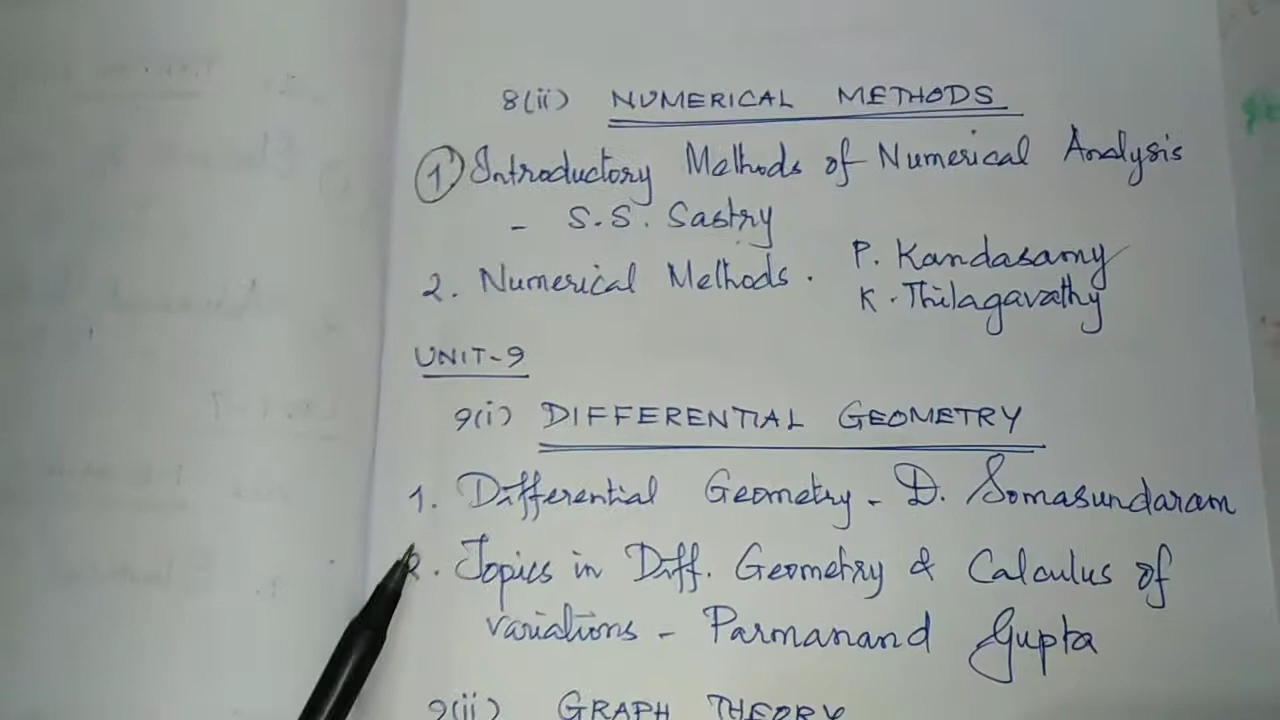 8(ii) NUMERICAL METHODS
1 Introductory Methods of Numerical Analysis
- S.S. Sastry
2. Numerical Methods. P. Kandasamy
K. Thilagavathy
UNIT-9
9(i) DIFFERENTIAL GEOMETRY
1. Differential Geometry - D. Somasundaram
2. Topics in Diff. Geometry & Calculus of
variations - Parmanand Gupta
9(ii) GRAPH THEORY